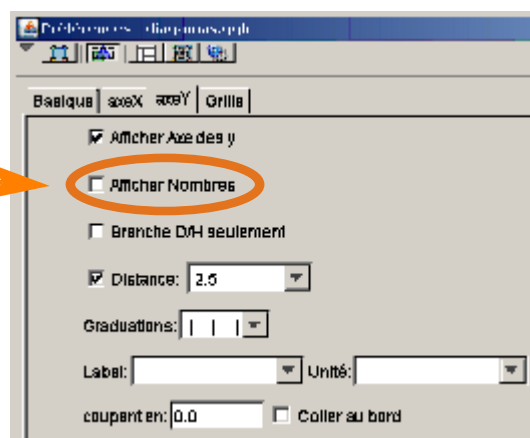 Préférences - diagmoas.ggb
Basique axeX axeY Grille
Afficher Axe des y
Afficher Nombres
Branche D/H seulement
Distance: 2.5
Graduations: | | |
Label: Unité:
coupent en: 0.0 Coller au bord